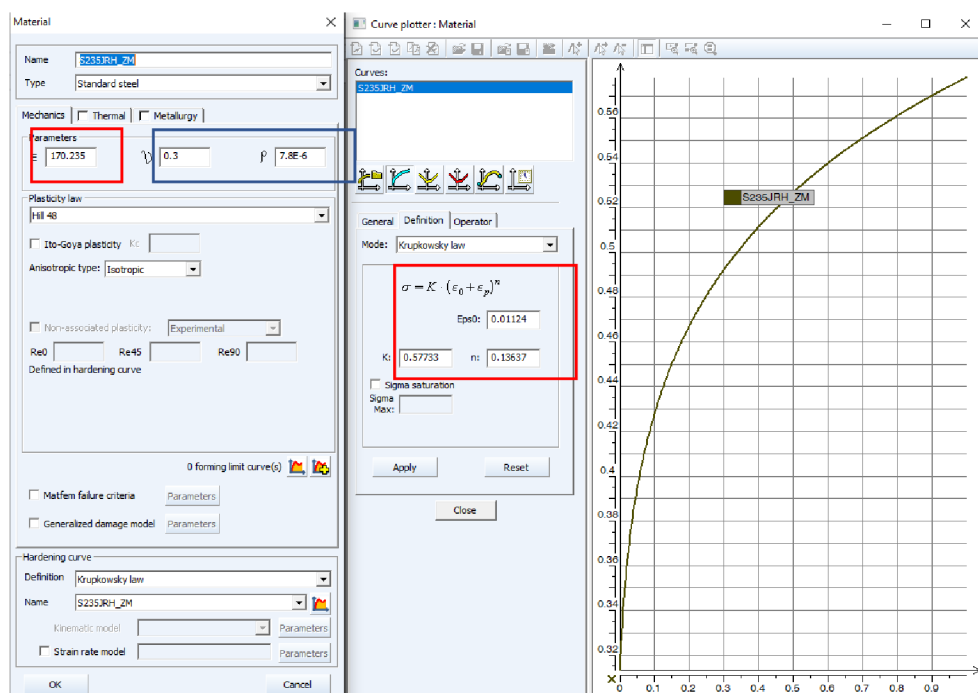 Material
Name S235JRH_ZM
Type Standard steel
Mechanics Thermal Metallurgy
Parameters
E 170.235 ν 0.3 ρ 7.8E-6
Plasticity law
Hill 48
Ito-Goya plasticity Kc
Anisotropic type: Isotropic
Non-associated plasticity: Experimental
Re0 Re45 Re90
Defined in hardening curve
0 forming limit curve(s)
Matfem failure criteria Parameters
Generalized damage model Parameters
Hardening curve
Definition Krupkowsky law
Name S235JRH_ZM
Kinematic model Parameters
Strain rate model Parameters
OK Cancel
Curve plotter : Material
Curves:
S235JRH_ZM
General Definition Operator
Mode: Krupkowsky law
σ = K · (ε₀ + εₚ)ⁿ
Eps0: 0.01124
K: 0.57733 n: 0.13637
Sigma saturation
Sigma
Max:
Apply Reset
Close
0.56
0.54
0.52
S235JRH_ZM
0.5
0.48
0.46
0.44
0.42
0.4
0.38
0.36
0.34
0.32
0 0.1 0.2 0.3 0.4 0.5 0.6 0.7 0.8 0.9